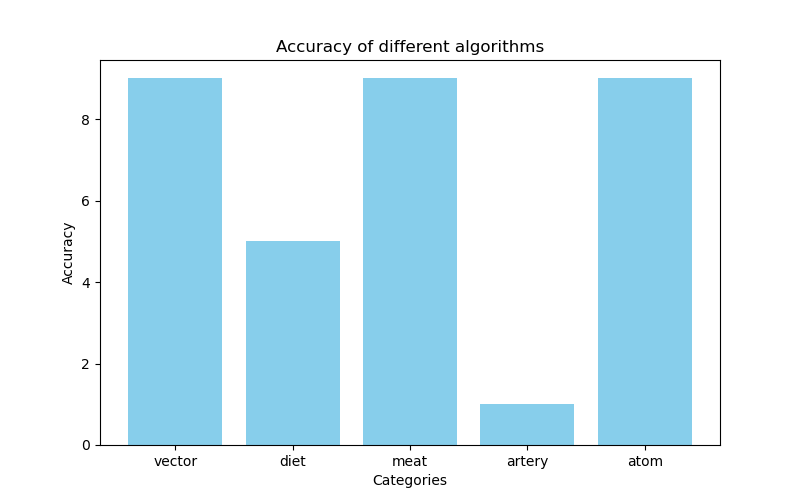 Accuracy of different algorithms
Accuracy
8
6
4
2
0
vector diet meat artery atom
Categories